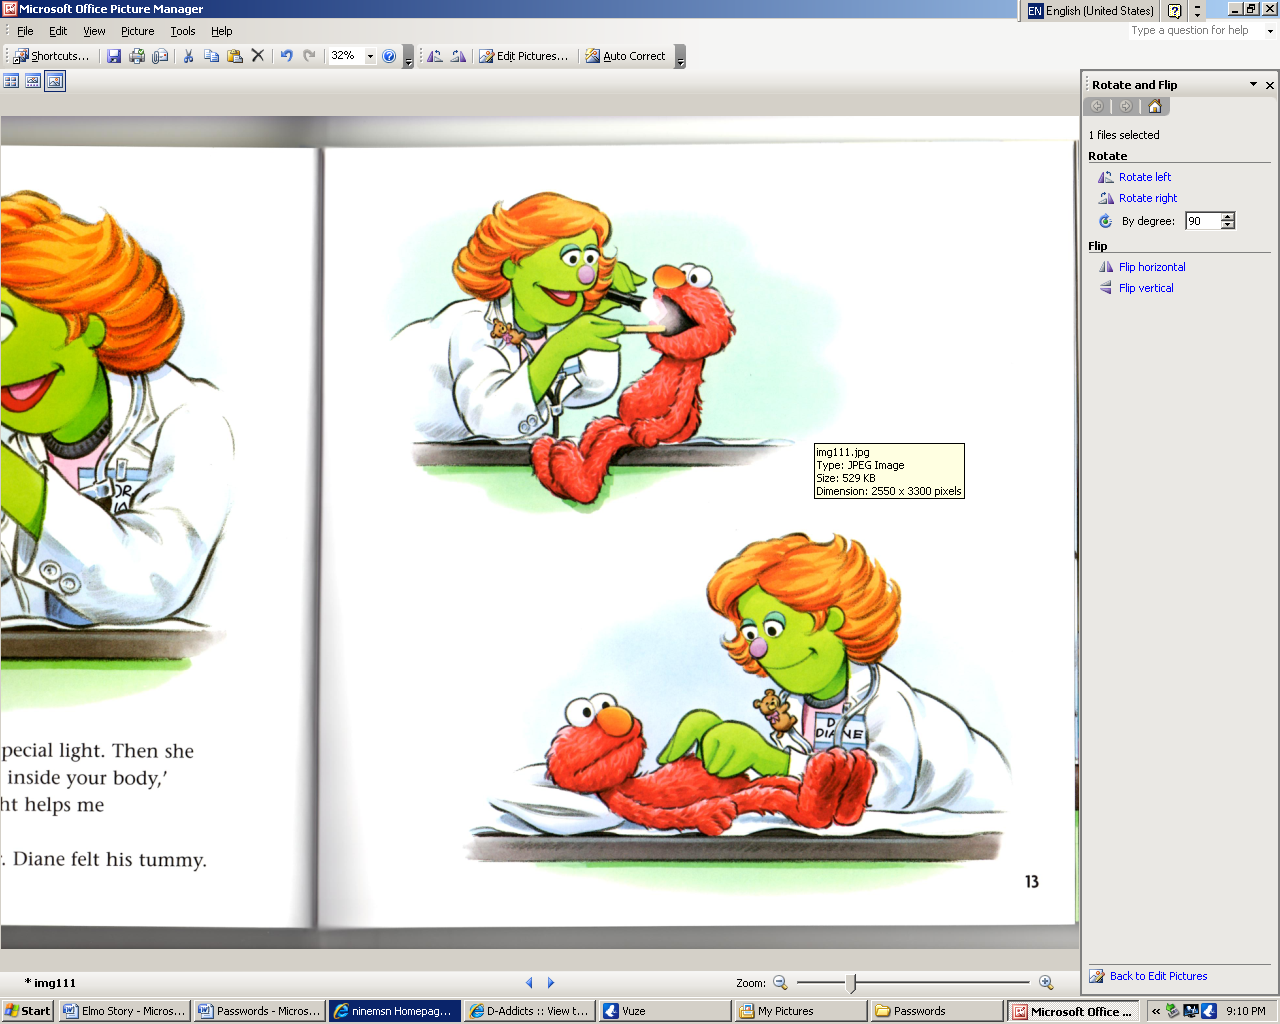 Microsoft Office Picture Manager
EN English (United States)
File Edit View Picture Tools Help
Type a question for help
Shortcuts... 32% Edit Pictures... Auto Correct
Rotate and Flip
1 files selected
Rotate
Rotate left
Rotate right
By degree: 90
Flip
Flip horizontal
Flip vertical
img111.jpg
Type: JPEG Image
Size: 529 KB
Dimension: 2550 x 3300 pixels
DR
DIANE
pecial light. Then she
inside your body,’
ht helps me
. Diane felt his tummy.
13
Back to Edit Pictures
* img111
Zoom:
Start Elmo Story - Micros... Passwords - Micros... ninemsn Homepag... D-Addicts :: View t... Vuze My Pictures Passwords Microsoft Office ... « 9:10 PM